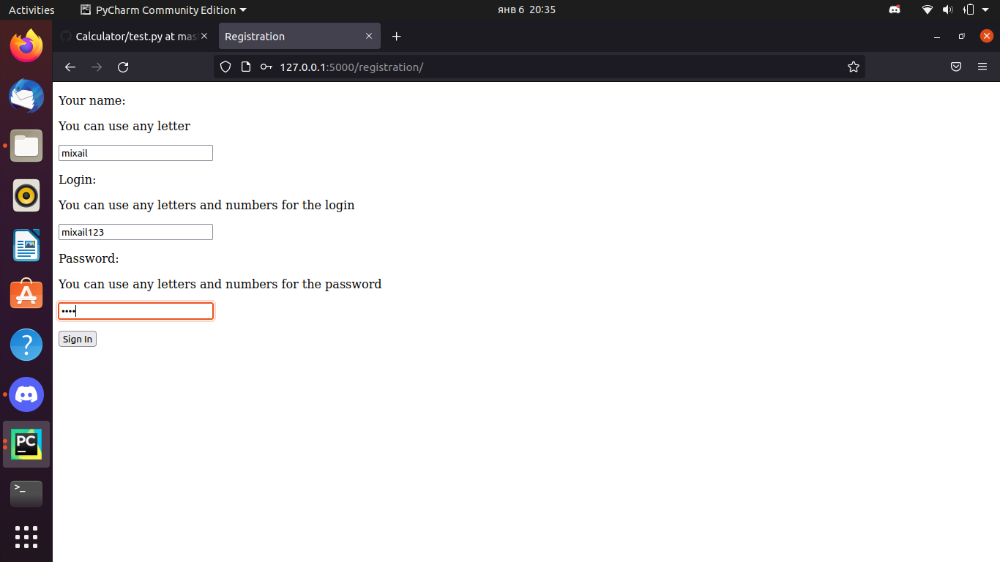 Activities
PyCharm Community Edition
янв 6 20:35
Calculator/test.py at mas
Registration
127.0.0.1:5000/registration/
Your name:
You can use any letter
mixail
Login:
You can use any letters and numbers for the login
mixail123
Password:
You can use any letters and numbers for the password
••••
Sign In
PC
PC
>_
?